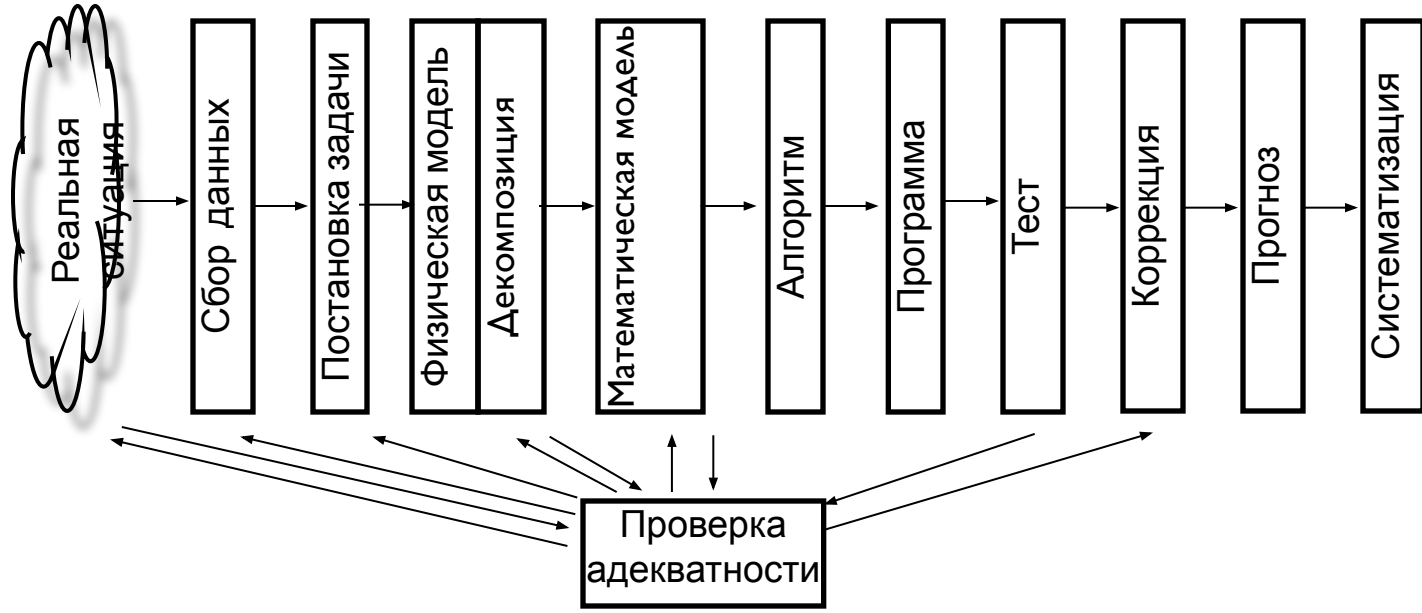 Реальная
ситуация
Сбор данных
Постановка задачи
Физическая модель
Декомпозиция
Математическая модель
Алгоритм
Программа
Тест
Коррекция
Прогноз
Систематизация
Проверка
адекватности